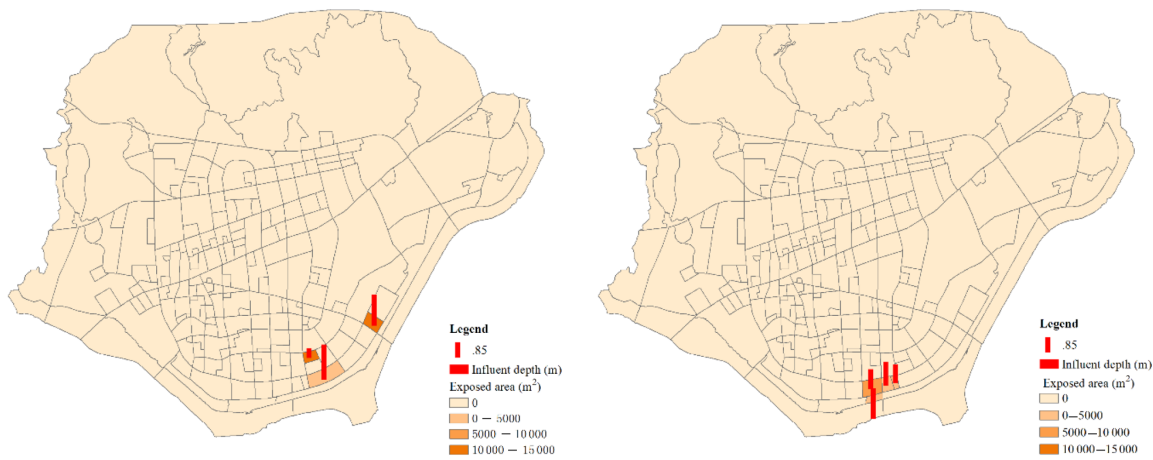 Legend
.85
Influent depth (m)
Exposed area (m²)
0
0 — 5000
5000 — 10 000
10 000 — 15 000
Legend
.85
Influent depth (m)
Exposed area (m²)
0
0—5000
5000—10 000
10 000—15 000